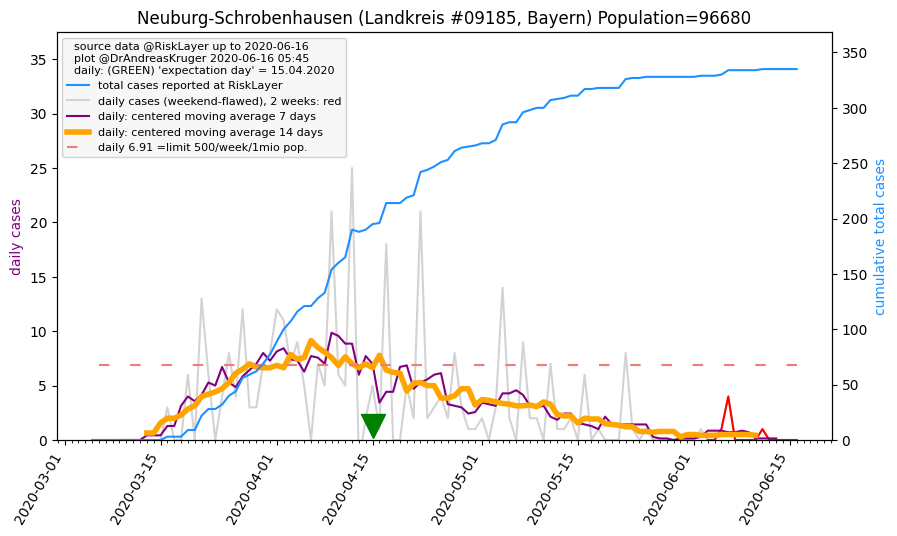 Neuburg-Schrobenhausen (Landkreis #09185, Bayern) Population=96680
source data @RiskLayer up to 2020-06-16
plot @DrAndreasKruger 2020-06-16 05:45
daily: (GREEN) 'expectation day' = 15.04.2020
total cases reported at RiskLayer
daily cases (weekend-flawed), 2 weeks: red
daily: centered moving average 7 days
daily: centered moving average 14 days
daily 6.91 =limit 500/week/1mio pop.
daily cases
35
30
25
20
15
10
5
0
350
300
250
200
150
100
50
0
cumulative total cases
2020-03-01
2020-03-15
2020-04-01
2020-04-15
2020-05-01
2020-05-15
2020-06-01
2020-06-15